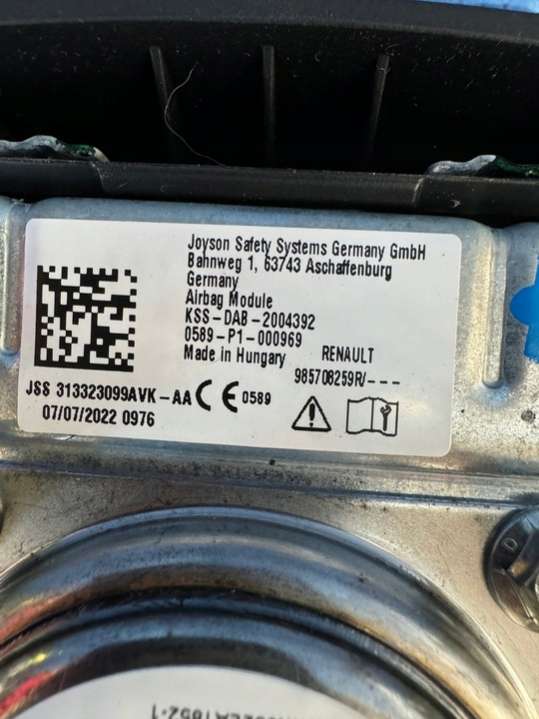 Joyson Safety Systems Germany GmbH
Bahnweg 1, 63743 Aschaffenburg
Germany
Airbag Module
KSS-DAB-2004392
0589-P1-000969
Made in Hungary
RENAULT
985708259R/---
JSS 313323099AVK-AA CE 0589
07/07/2022 0976
D